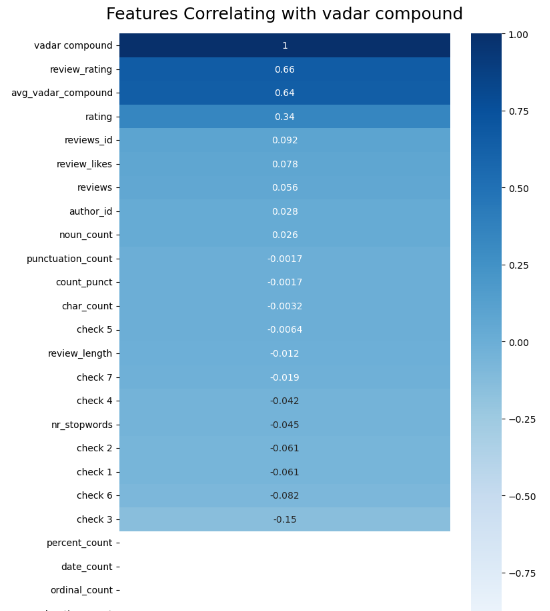 Features Correlating with vadar compound
vadar compound 1
review_rating 0.66
avg_vadar_compound 0.64
rating 0.34
reviews_id 0.092
review_likes 0.078
reviews 0.056
author_id 0.028
noun_count 0.026
punctuation_count -0.0017
count_punct -0.0017
char_count -0.0032
check 5 -0.0064
review_length -0.012
check 7 -0.019
check 4 -0.042
nr_stopwords -0.045
check 2 -0.061
check 1 -0.061
check 6 -0.082
check 3 -0.15
percent_count
date_count
ordinal_count
1.00
0.75
0.50
0.25
0.00
−0.25
−0.50
−0.75